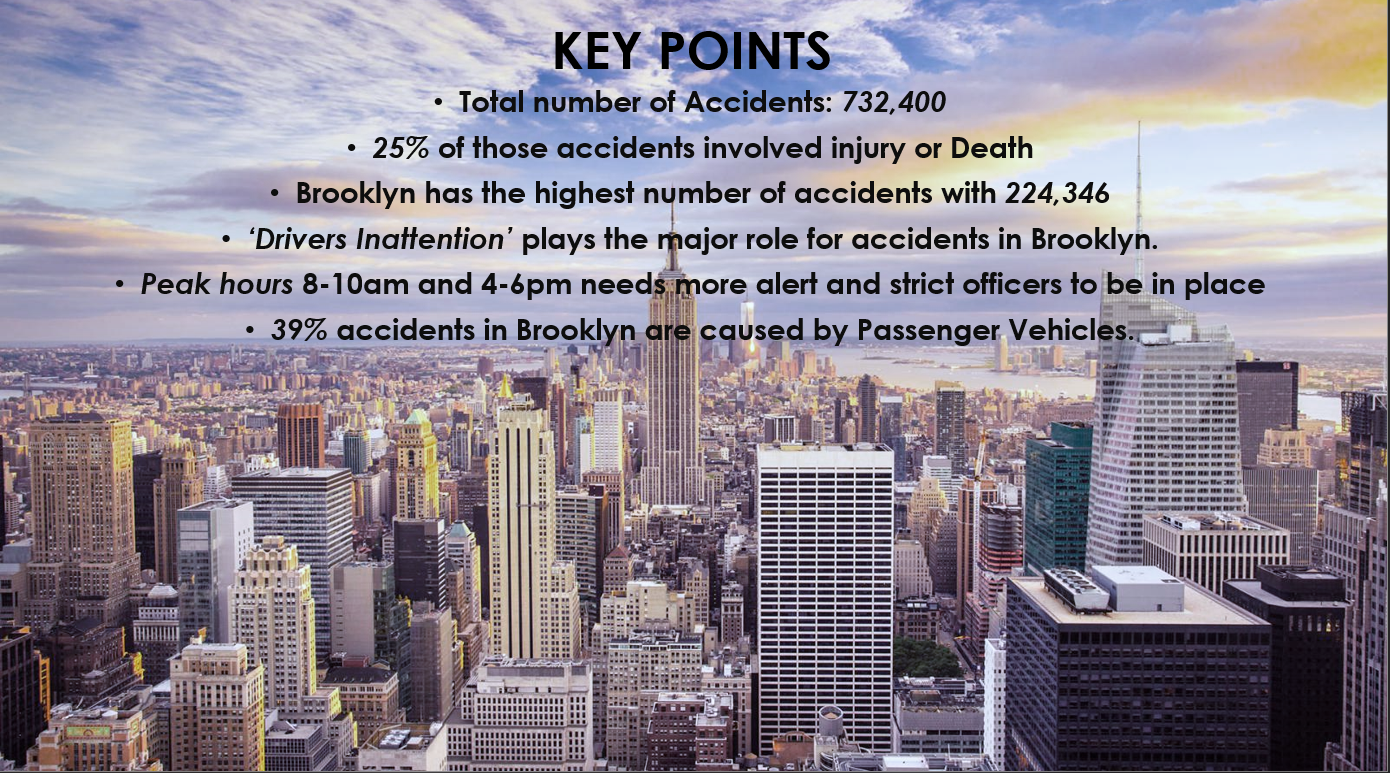 KEY POINTS
• Total number of Accidents: 732,400
• 25% of those accidents involved injury or Death
• Brooklyn has the highest number of accidents with 224,346
• ‘Drivers Inattention’ plays the major role for accidents in Brooklyn.
• Peak hours 8-10am and 4-6pm needs more alert and strict officers to be in place
• 39% accidents in Brooklyn are caused by Passenger Vehicles.